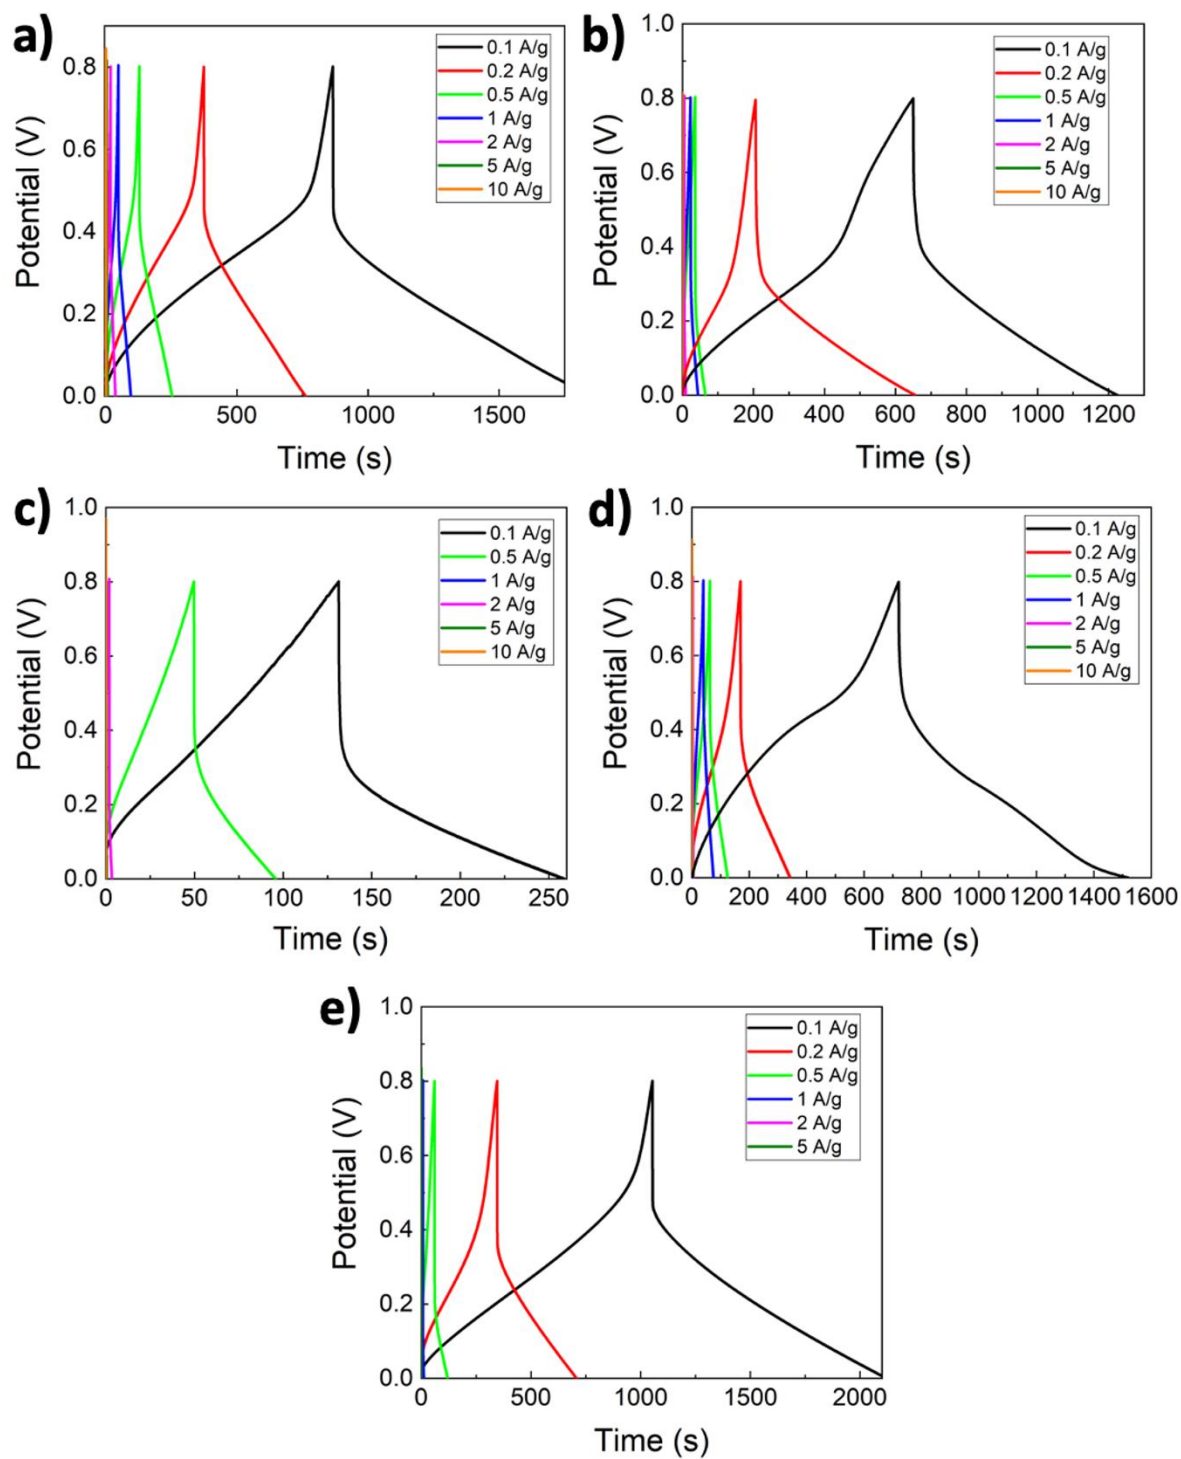 a)
0.1 A/g
0.2 A/g
0.5 A/g
1 A/g
2 A/g
5 A/g
10 A/g
0.8
0.6
0.4
0.2
0.0
Potential (V)
0 500 1000 1500
Time (s)
b)
0.1 A/g
0.2 A/g
0.5 A/g
1 A/g
2 A/g
5 A/g
10 A/g
1.0
0.8
0.6
0.4
0.2
0.0
Potential (V)
0 200 400 600 800 1000 1200
Time (s)
c)
0.1 A/g
0.5 A/g
1 A/g
2 A/g
5 A/g
10 A/g
1.0
0.8
0.6
0.4
0.2
0.0
Potential (V)
0 50 100 150 200 250
Time (s)
d)
0.1 A/g
0.2 A/g
0.5 A/g
1 A/g
2 A/g
5 A/g
10 A/g
1.0
0.8
0.6
0.4
0.2
0.0
Potential (V)
0 200 400 600 800 1000 1200 1400 1600
Time (s)
e)
0.1 A/g
0.2 A/g
0.5 A/g
1 A/g
2 A/g
5 A/g
1.0
0.8
0.6
0.4
0.2
0.0
Potential (V)
0 500 1000 1500 2000
Time (s)